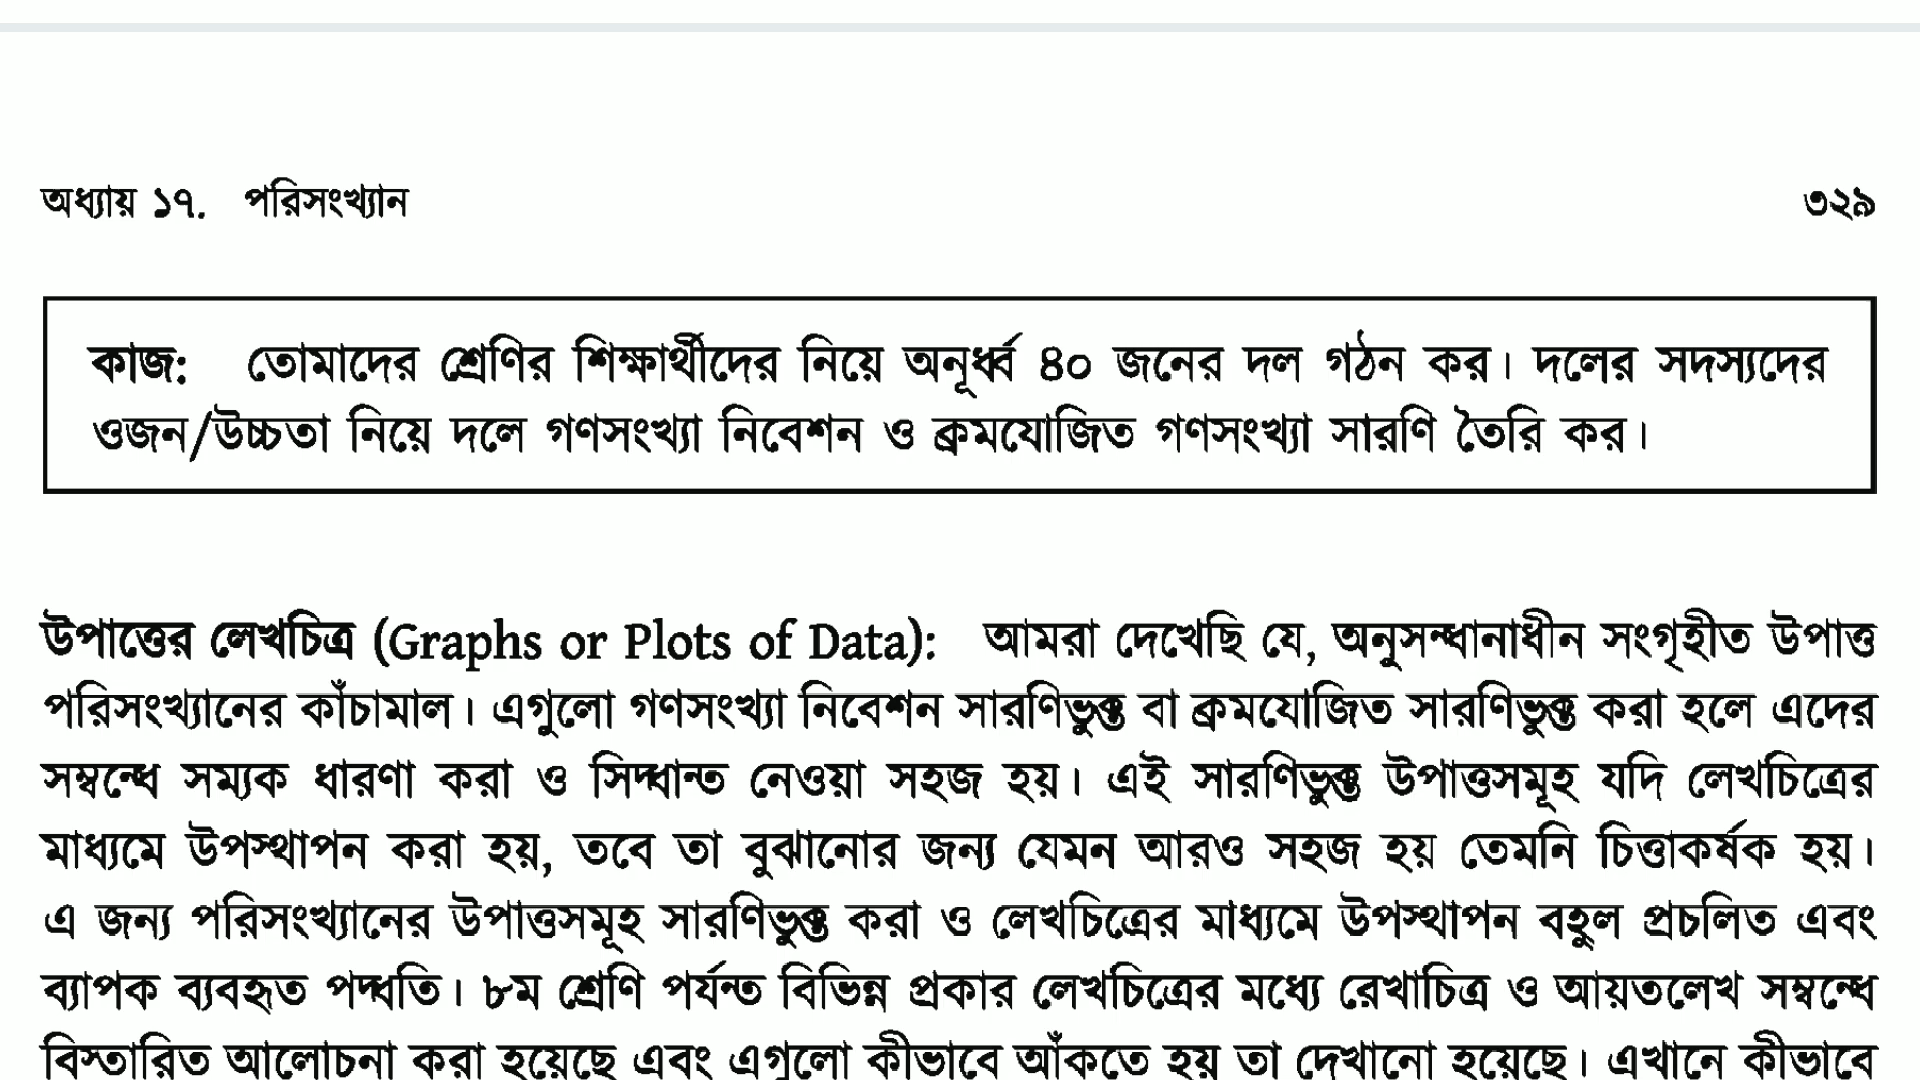 অধ্যায় ১৭. পরিসংখ্যান ৩২৯
কাজ: তোমাদের শ্রেণির শিক্ষার্থীদের নিয়ে অনূর্ধ্ব ৪০ জনের দল গঠন কর। দলের সদস্যদের
ওজন/উচ্চতা নিয়ে দলে গণসংখ্যা নিবেশন ও ক্রমযোজিত গণসংখ্যা সারণি তৈরি কর।
উপাত্তের লেখচিত্র (Graphs or Plots of Data): আমরা দেখেছি যে, অনুসন্ধানাধীন সংগৃহীত উপাত্ত
পরিসংখ্যানের কাঁচামাল। এগুলো গণসংখ্যা নিবেশন সারণিভুক্ত বা ক্রমযোজিত সারণিভুক্ত করা হলে এদের
সম্বন্ধে সম্যক ধারণা করা ও সিদ্ধান্ত নেওয়া সহজ হয়। এই সারণিভুক্ত উপাত্তসমূহ যদি লেখচিত্রের
মাধ্যমে উপস্থাপন করা হয়, তবে তা বুঝানোর জন্য যেমন আরও সহজ হয় তেমনি চিত্তাকর্ষক হয়।
এ জন্য পরিসংখ্যানের উপাত্তসমূহ সারণিভুক্ত করা ও লেখচিত্রের মাধ্যমে উপস্থাপন বহুল প্রচলিত এবং
ব্যাপক ব্যবহৃত পদ্ধতি। ৮ম শ্রেণি পর্যন্ত বিভিন্ন প্রকার লেখচিত্রের মধ্যে রেখাচিত্র ও আয়তলেখ সম্বন্ধে
বিস্তারিত আলোচনা করা হয়েছে এবং এগুলো কীভাবে আঁকতে হয় তা দেখানো হয়েছে। এখানে কীভাবে